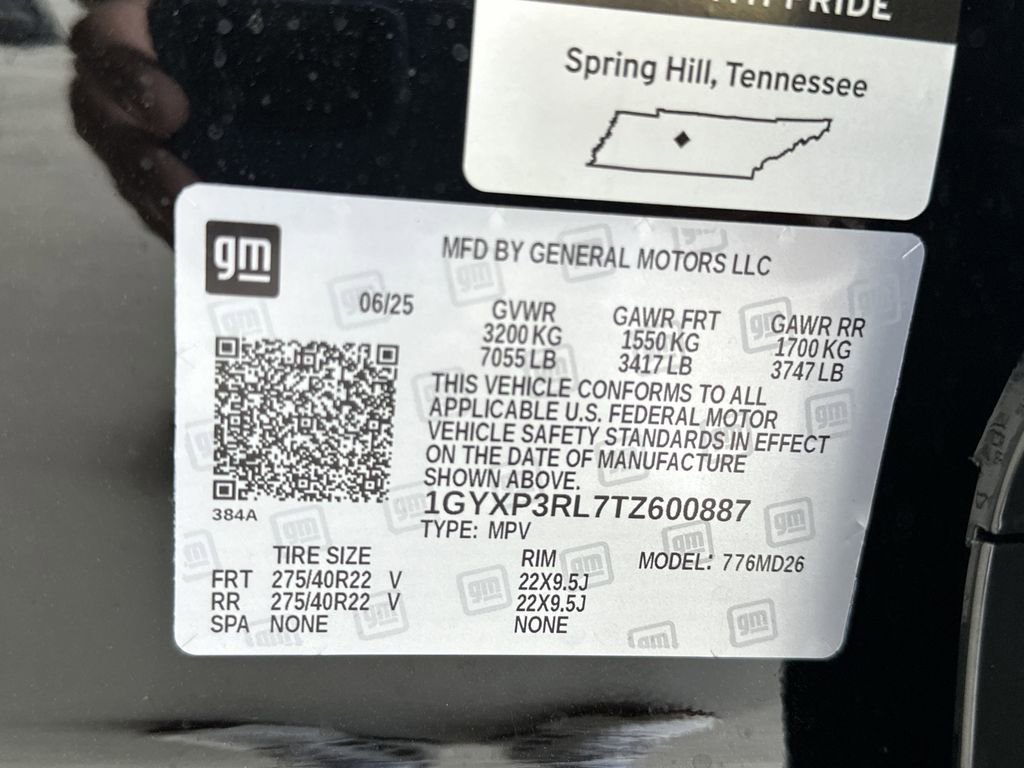 PRIDE
Spring Hill, Tennessee
gm
MFD BY GENERAL MOTORS LLC
06/25
GVWR GAWR FRT GAWR RR
3200 KG 1550 KG 1700 KG
7055 LB 3417 LB 3747 LB
THIS VEHICLE CONFORMS TO ALL
APPLICABLE U.S. FEDERAL MOTOR
VEHICLE SAFETY STANDARDS IN EFFECT
ON THE DATE OF MANUFACTURE
SHOWN ABOVE.
1GYXP3RL7TZ600887
384A
TYPE: MPV
TIRE SIZE RIM MODEL: 776MD26
FRT 275/40R22 V 22X9.5J
RR 275/40R22 V 22X9.5J
SPA NONE NONE